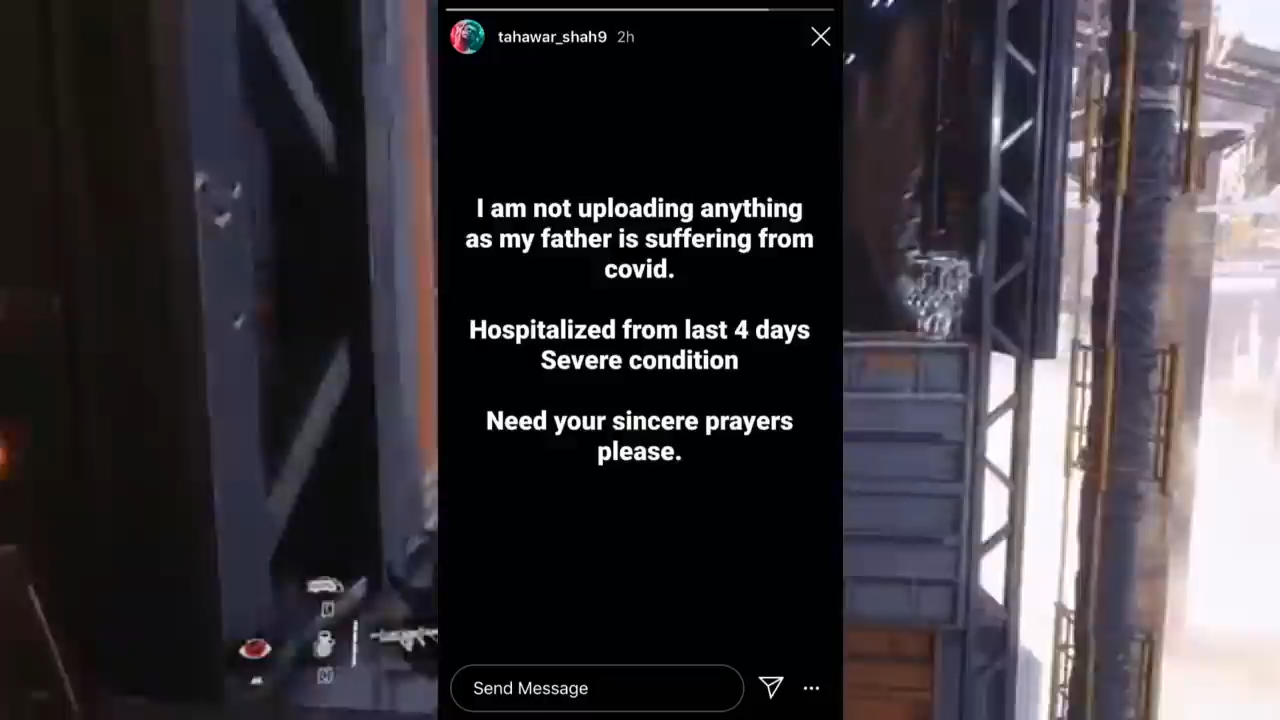 tahawar_shah9 2h
I am not uploading anything
as my father is suffering from
covid.
Hospitalized from last 4 days
Severe condition
Need your sincere prayers
please.
Send Message